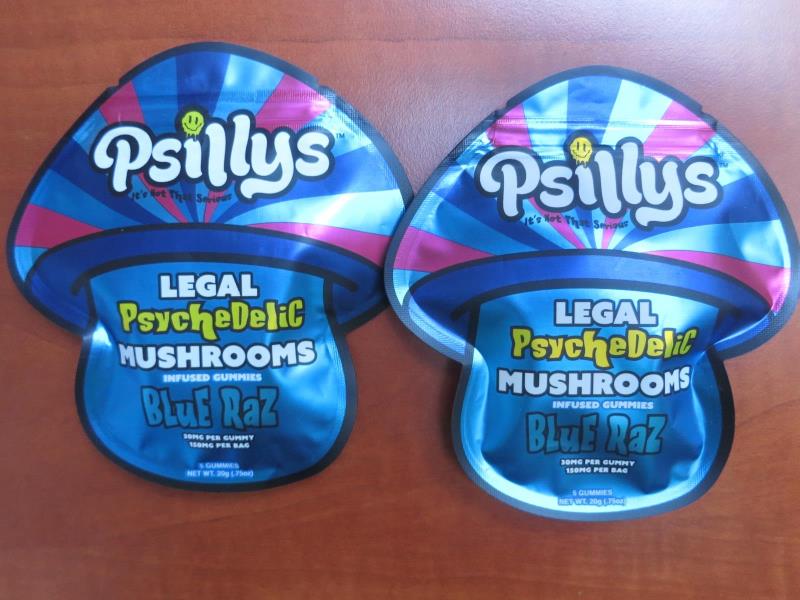 Psillys™
It's Not That Serious
LEGAL
PsycheDeliC
MUSHROOMS
INFUSED GUMMIES
BLuE RaZ
30MG PER GUMMY
150MG PER BAG
5 GUMMIES
NET WT. 20g (.75oz)
Psillys™
It's Not That Serious
LEGAL
PsycheDeliC
MUSHROOMS
INFUSED GUMMIES
BLuE RaZ
30MG PER GUMMY
150MG PER BAG
5 GUMMIES
NET WT. 20g (.75oz)